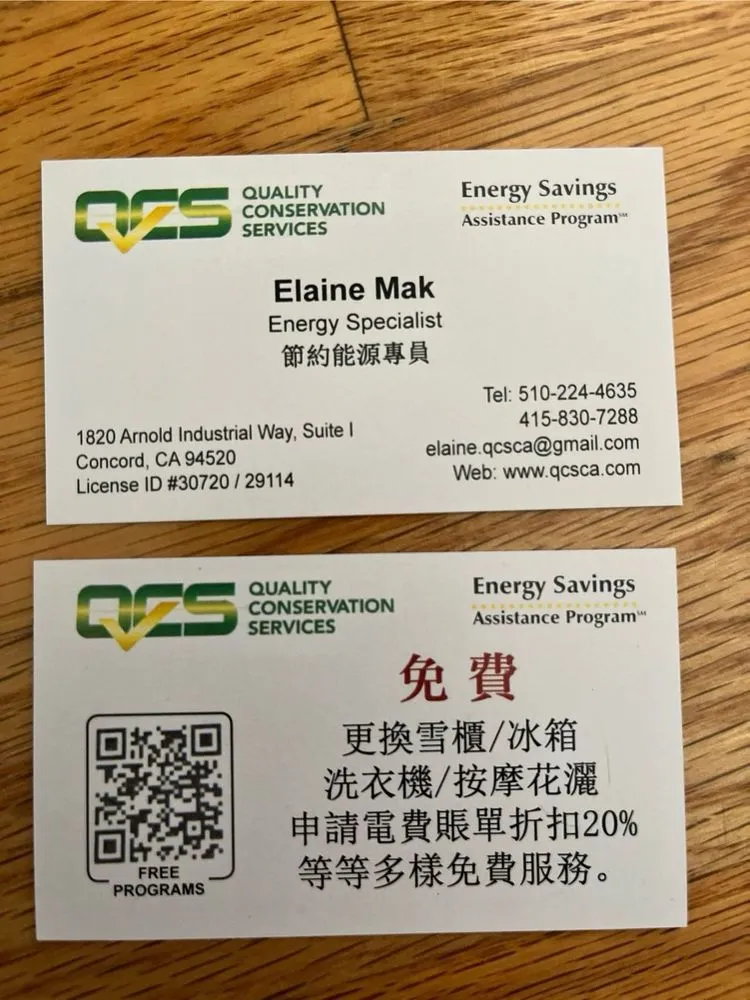 QCS QUALITY
CONSERVATION
SERVICES
Energy Savings
Assistance Program℠
Elaine Mak
Energy Specialist
節約能源專員
1820 Arnold Industrial Way, Suite I
Concord, CA 94520
License ID #30720 / 29114
Tel: 510-224-4635
415-830-7288
elaine.qcsca@gmail.com
Web: www.qcsca.com
QCS QUALITY
CONSERVATION
SERVICES
Energy Savings
Assistance Program℠
免費
更換雪櫃/冰箱
洗衣機/按摩花灑
申請電費賬單折扣20%
等等多樣免費服務。
FREE
PROGRAMS